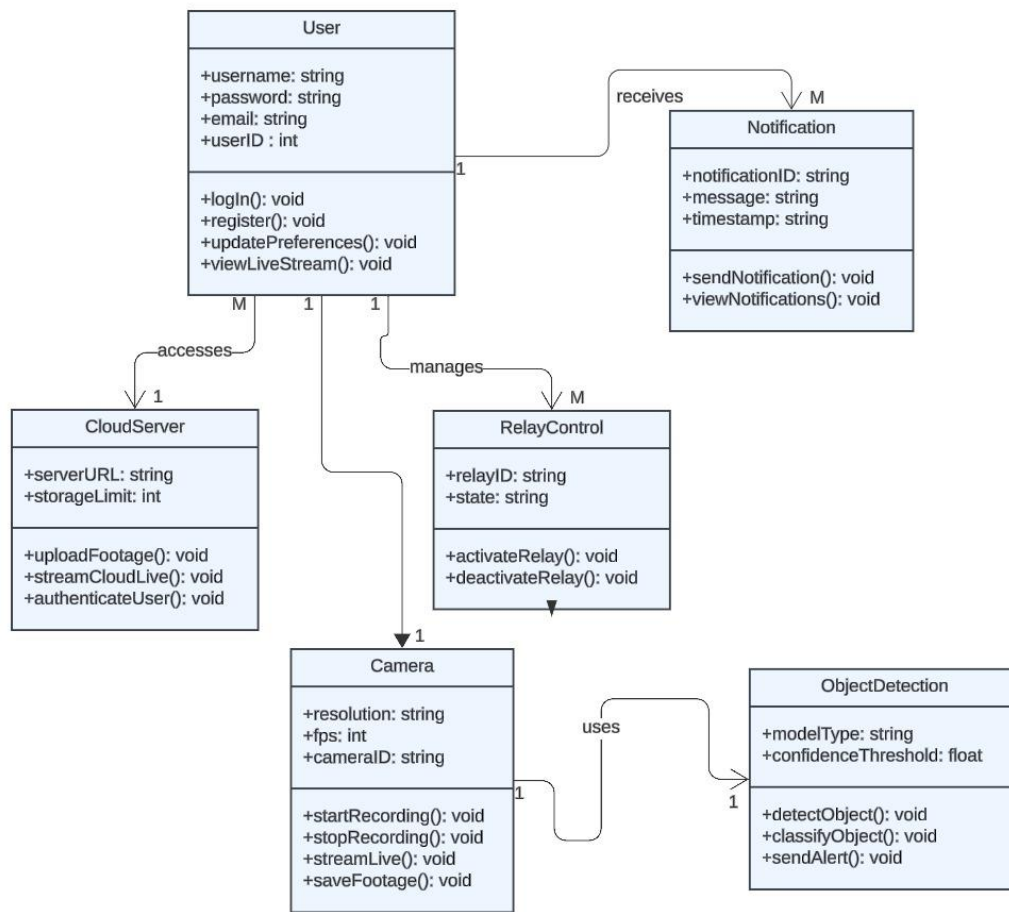 User
+username: string
+password: string
+email: string
+userID : int
+logIn(): void
+register(): void
+updatePreferences(): void
+viewLiveStream(): void
1
receives
M
Notification
+notificationID: string
+message: string
+timestamp: string
+sendNotification(): void
+viewNotifications(): void
M
1
1
accesses
manages
1
M
CloudServer
+serverURL: string
+storageLimit: int
+uploadFootage(): void
+streamCloudLive(): void
+authenticateUser(): void
RelayControl
+relayID: string
+state: string
+activateRelay(): void
+deactivateRelay(): void
1
Camera
+resolution: string
+fps: int
+cameraID: string
+startRecording(): void
+stopRecording(): void
+streamLive(): void
+saveFootage(): void
1
uses
1
ObjectDetection
+modelType: string
+confidenceThreshold: float
+detectObject(): void
+classifyObject(): void
+sendAlert(): void